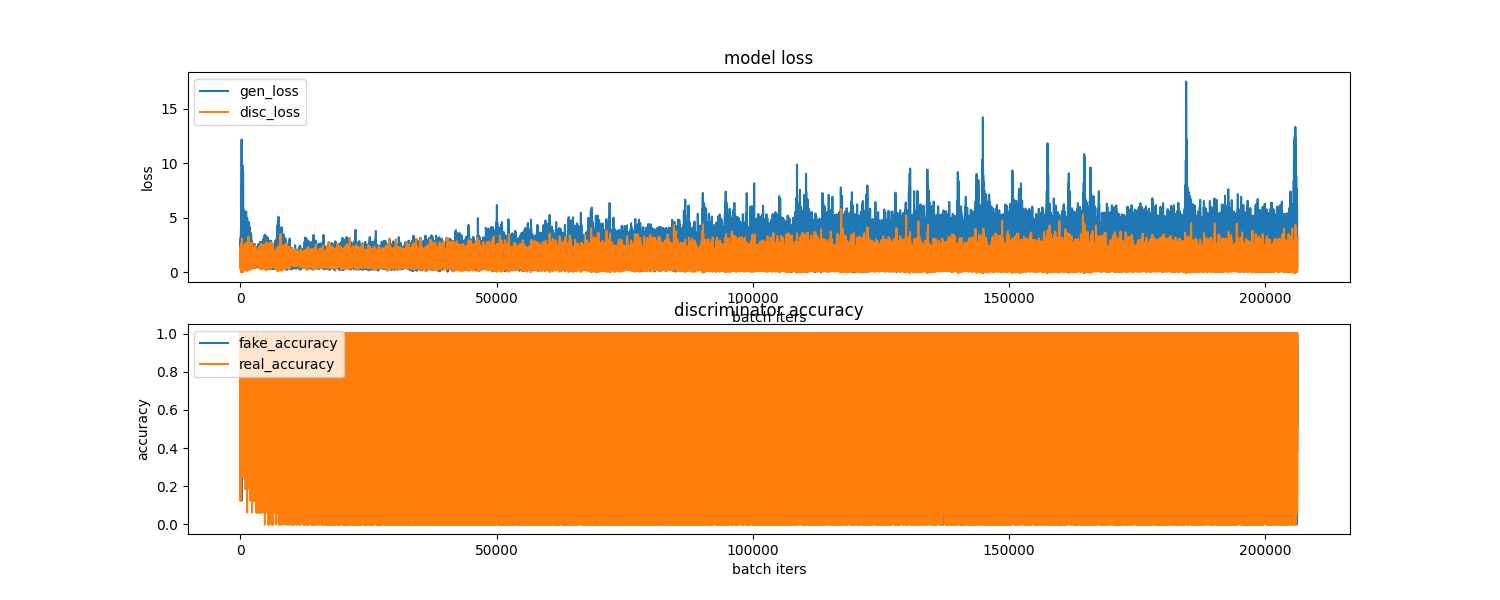 model loss
gen_loss
disc_loss
loss
15
10
5
0
0
50000
100000
150000
200000
batch iters
discriminator accuracy
fake_accuracy
real_accuracy
accuracy
1.0
0.8
0.6
0.4
0.2
0.0
0
50000
100000
150000
200000
batch iters